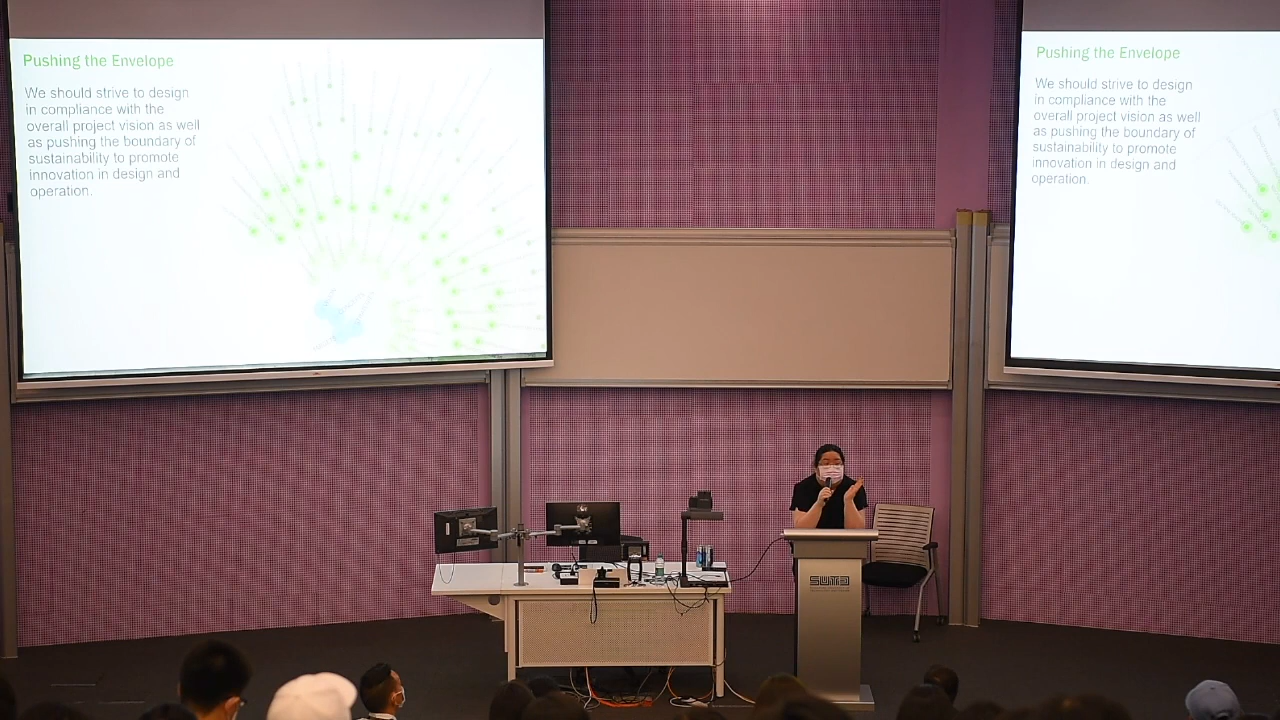 Pushing the Envelope
We should strive to design
in compliance with the
overall project vision as well
as pushing the boundary of
sustainability to promote
innovation in design and
operation.
Pushing the Envelope
We should strive to design
in compliance with the
overall project vision as well
as pushing the boundary of
sustainability to promote
innovation in design and
operation.
SUTD